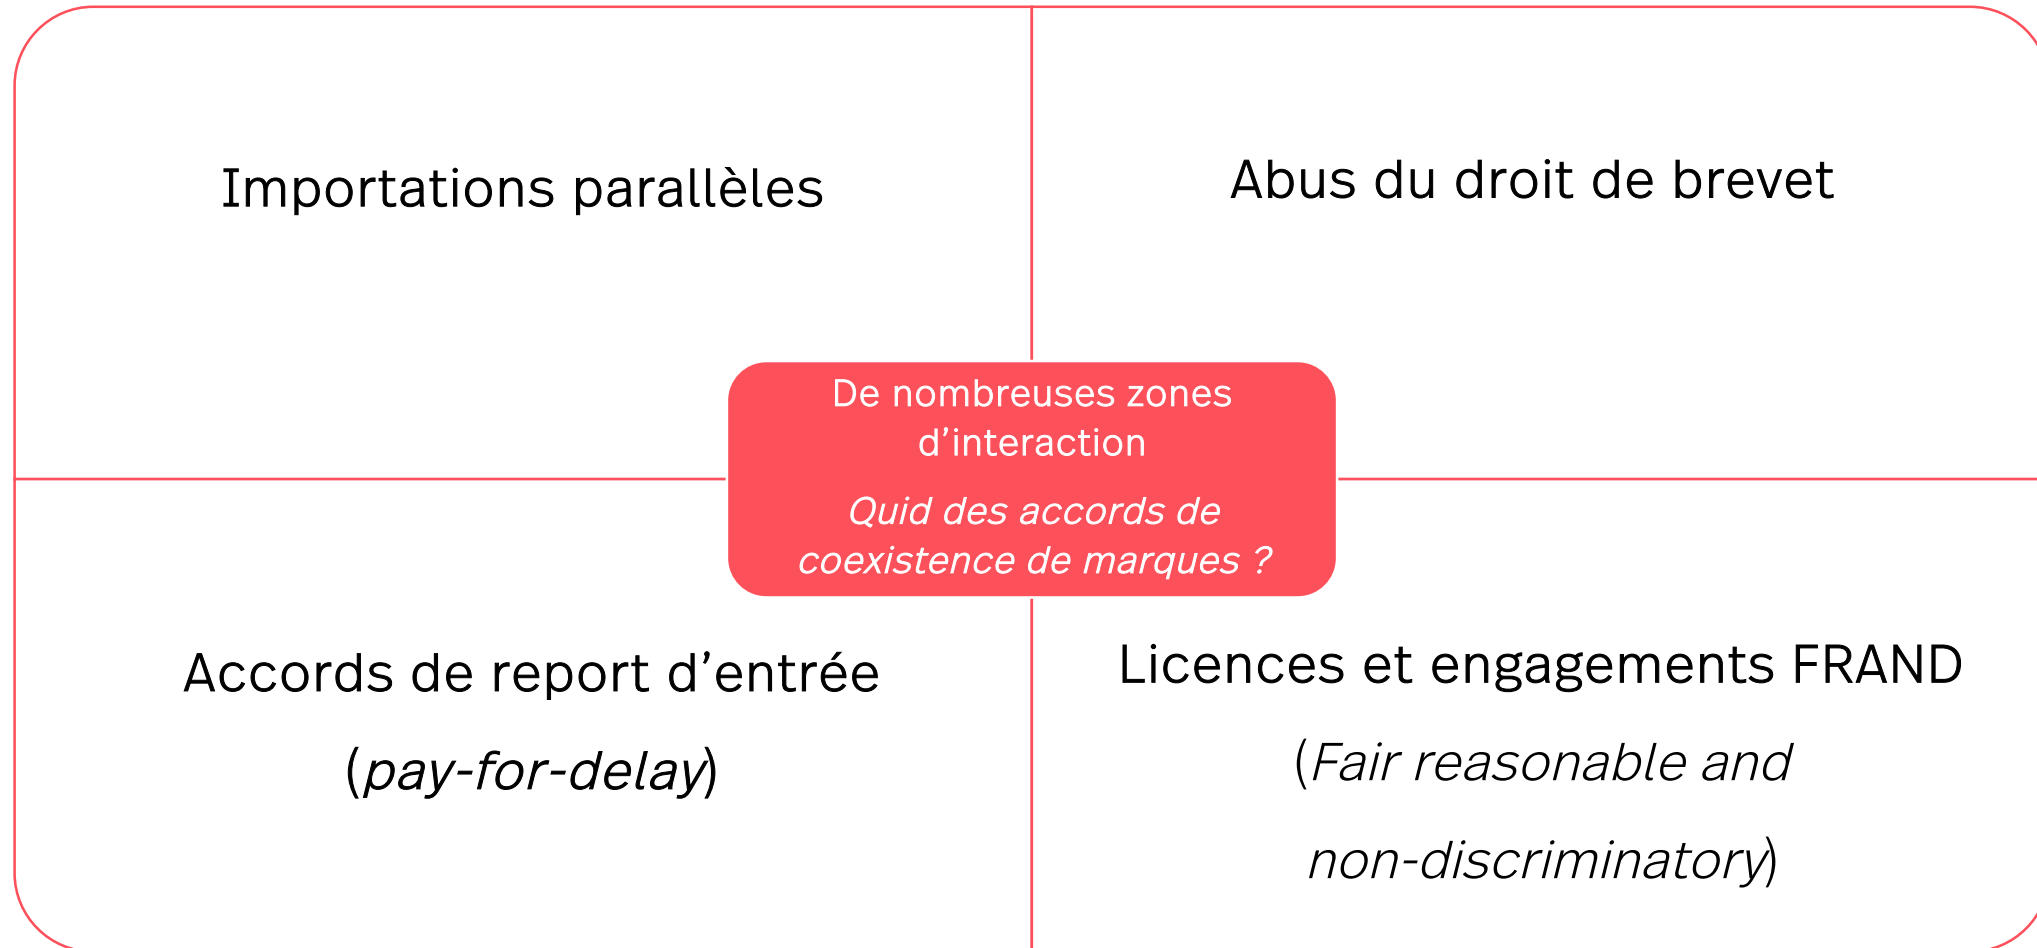 Importations parallèles
Abus du droit de brevet
De nombreuses zones
d’interaction
Quid des accords de
coexistence de marques ?
Accords de report d’entrée
(pay-for-delay)
Licences et engagements FRAND
(Fair reasonable and
non-discriminatory)